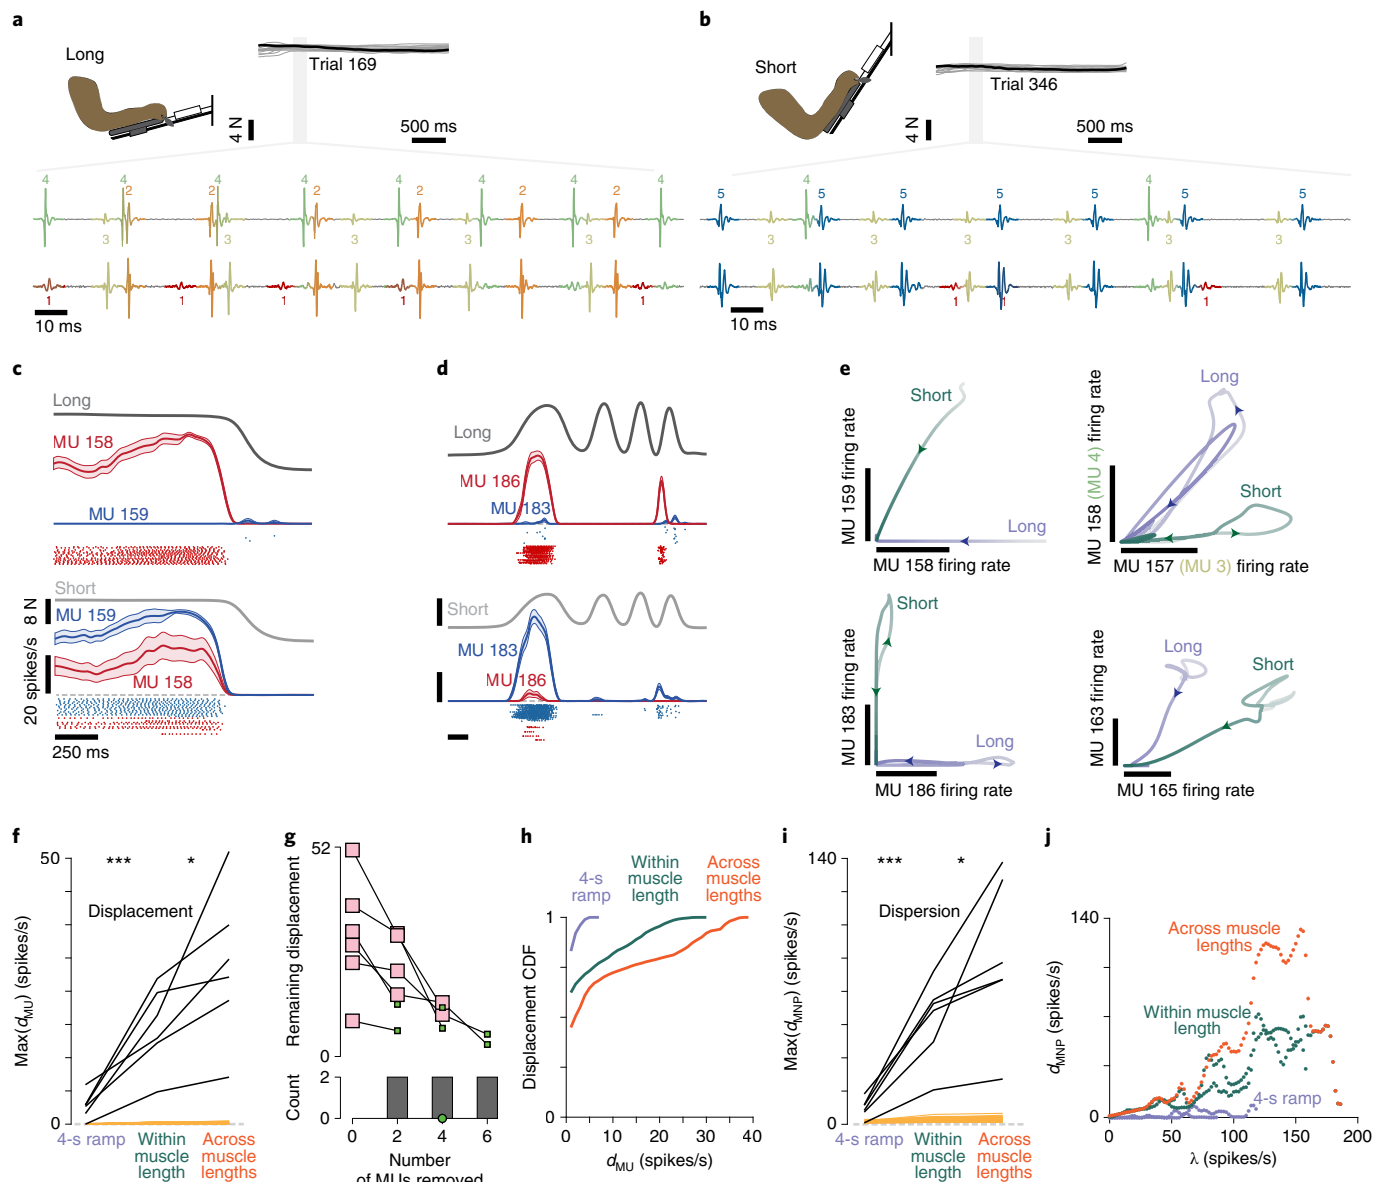 a
Long
Trial 169
4 N
500 ms
4 4 4 4 4 4 4 4
2 2 2 2 2 2
3 3 3 3 3
1 1 1 1 1
10 ms
b
Short
Trial 346
4 N
500 ms
5 4 5 5 5 4 5 5
3 3 3 3 3 3
1 1 1
10 ms
c
Long
MU 158
MU 159
Short
MU 159
MU 158
8 N
20 spikes/s
250 ms
d
Long
MU 186
MU 183
Short
MU 183
MU 186
e
Short
Long
MU 159 firing rate
MU 158 firing rate
Long
Short
MU 158 (MU 4) firing rate
MU 157 (MU 3) firing rate
Short
Long
MU 183 firing rate
MU 186 firing rate
Long
Short
MU 163 firing rate
MU 165 firing rate
f
50
*** *
Displacement
Max(dMU) (spikes/s)
0
4-s ramp
Within muscle length
Across muscle lengths
g
52
Remaining displacement
0
2
Count
0
0 2 4 6
Number
of MUs removed
h
4-s ramp
Within muscle length
Across muscle lengths
1
Displacement CDF
0
0 10 20 30 40
dMU (spikes/s)
i
140
*** *
Dispersion
Max(dMNP) (spikes/s)
0
4-s ramp
Within muscle length
Across muscle lengths
j
140
Across muscle lengths
Within muscle length
4-s ramp
dMNP (spikes/s)
0
0 50 100 150 200
λ (spikes/s)